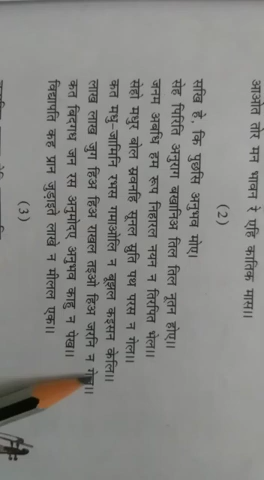 आओत तोर मन भावन रे एहि कातिक मास।।
(2)
सखि हे, कि पुछसि अनुभव मोए।
सेह पिरिति अनुराग बखानिअ तिल तिल नूतन होए।।
जनम अबधि हम रूप निहारल नयन न तिरपित भेल।।
सेहो मधुर बोल स्रवनहि सूनल स्रुति पथ परस न गेल।।
कत मधु-जामिनि रभस गमाओलि न बूझल कइसन केलि।।
लाख लाख जुग हिअ हिअ राखल तइओ हिअ जरनि न गेल।।
कत बिदगध जन रस अनुमोदए अनुभव काहु न पेख।।
विद्यापति कह प्रान जुड़ाइते लाखे न मीलल एक।।
(3)